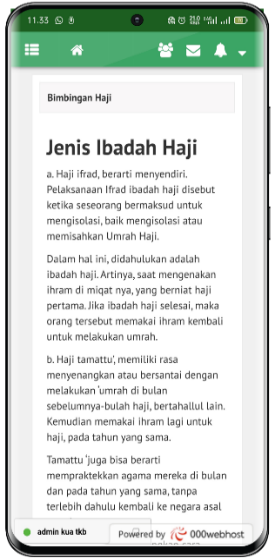 11.33
Bimbingan Haji
Jenis Ibadah Haji
a. Haji ifrad, berarti menyendiri.
Pelaksanaan Ifrad ibadah haji disebut
ketika seseorang bermaksud untuk
mengisolasi, baik mengisolasi atau
memisahkan Umrah Haji.
Dalam hal ini, didahulukan adalah
ibadah haji. Artinya, saat mengenakan
ihram di miqat nya, yang berniat haji
pertama. Jika ibadah haji selesai, maka
orang tersebut memakai ihram kembali
untuk melakukan umrah.
b. Haji tamattu', memiliki rasa
menyenangkan atau bersantai dengan
melakukan 'umrah di bulan
sebelumnya-bulah haji, bertahallul lain.
Kemudian memakai ihram lagi untuk
haji, pada tahun yang sama.
Tamattu 'juga bisa berarti
mempraktekkan agama mereka di bulan
dan pada tahun yang sama, tanpa
terlebih dahulu kembali ke negara asal
admin kua tkb
Powered by 000webhost